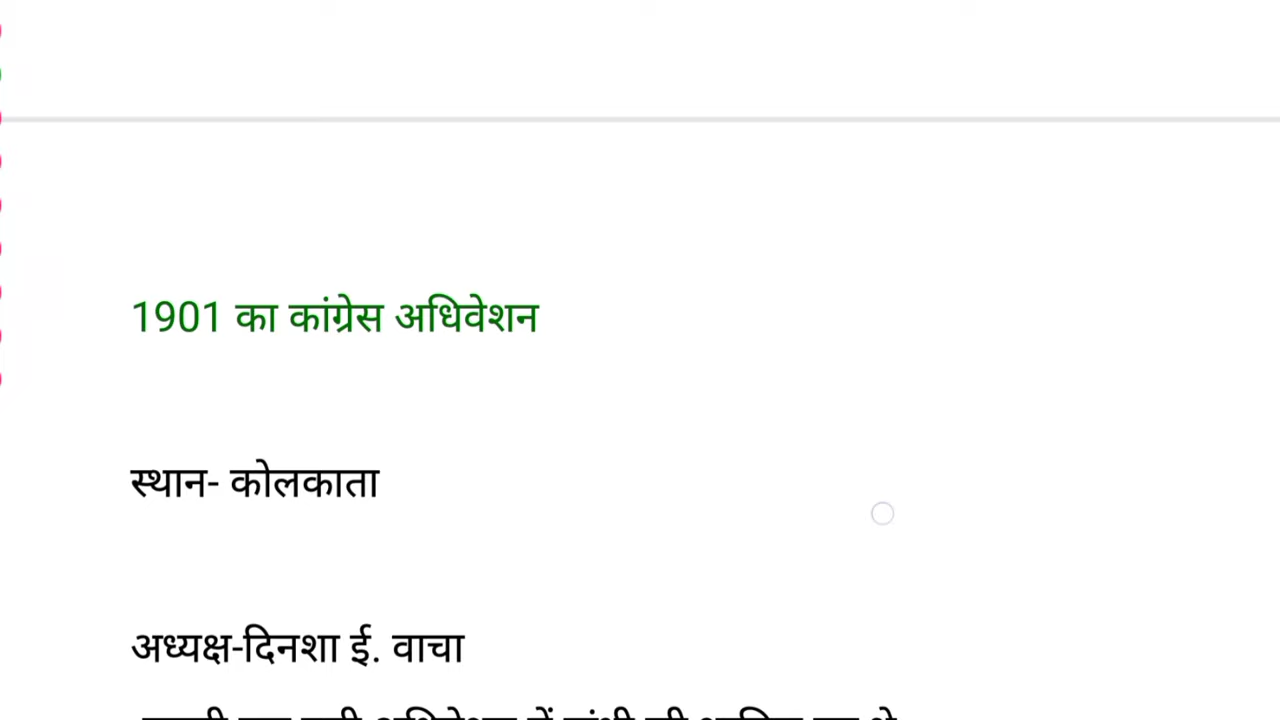 1901 का कांग्रेस अधिवेशन
स्थान- कोलकाता
अध्यक्ष-दिनशा ई. वाचा